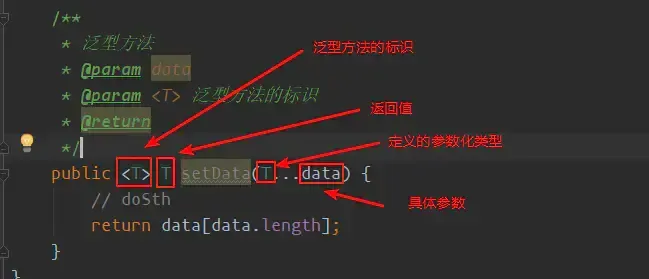 /**
* 泛型方法
泛型方法的标识
* @param data
* @param <T> 泛型方法的标识
返回值
* @return
*/
定义的参数化类型
public <T> T setData(T...data) {
// doSth
具体参数
return data[data.length];
}
}